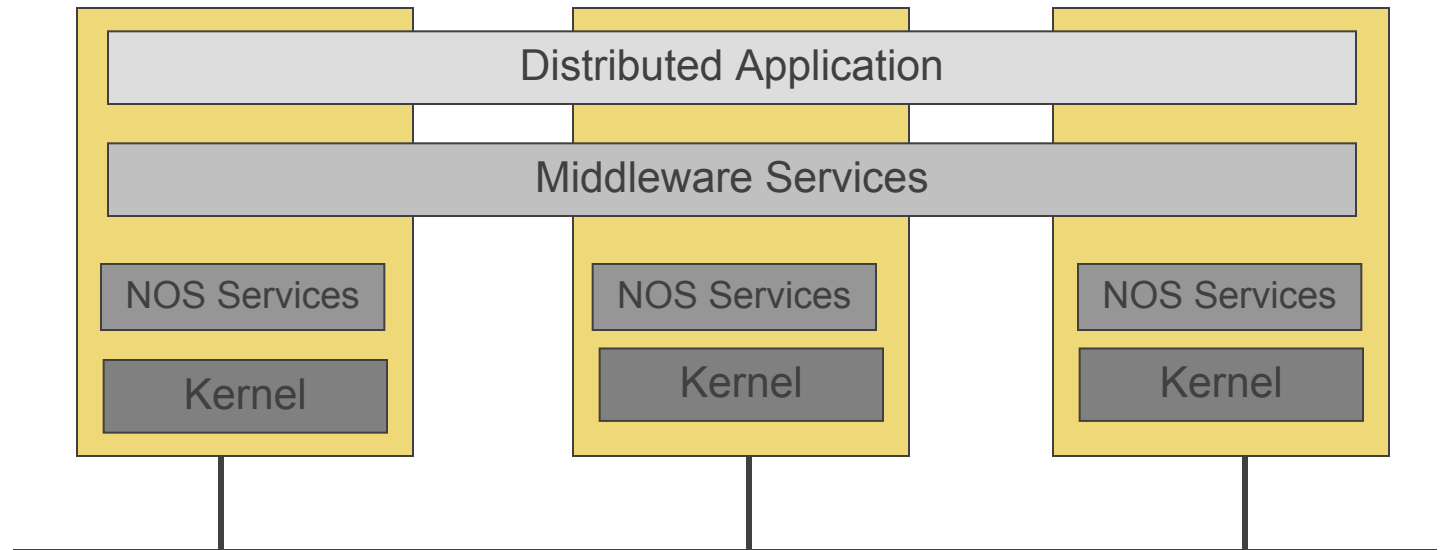 Distributed Application
Middleware Services
NOS Services
NOS Services
NOS Services
Kernel
Kernel
Kernel